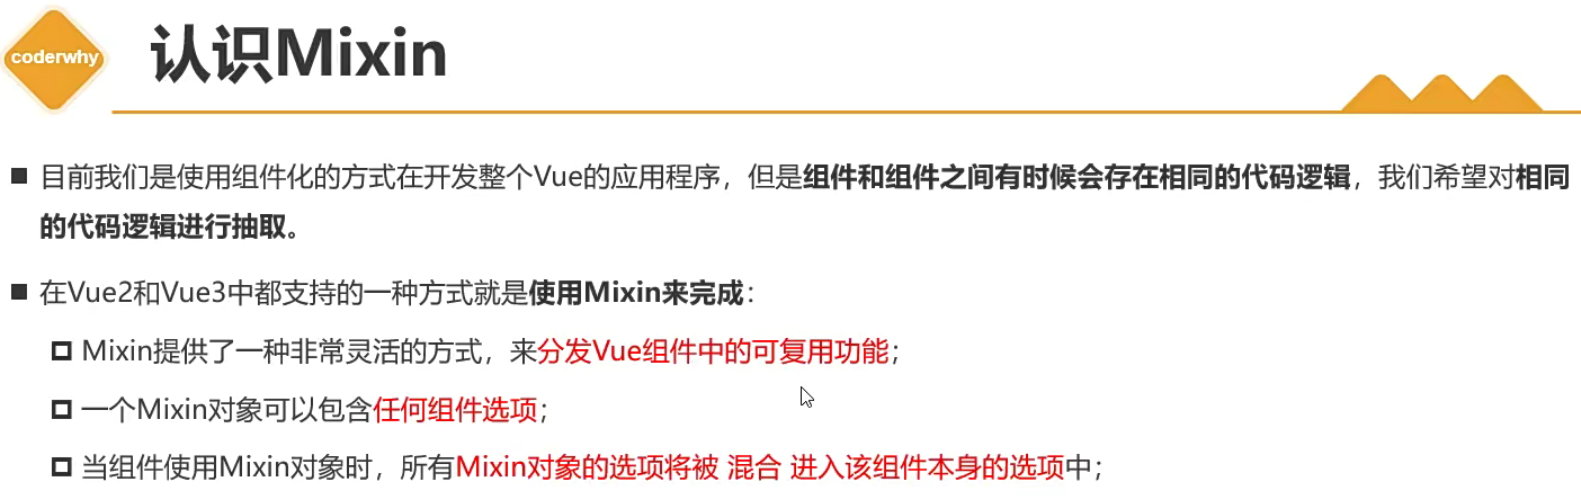 coderwhy
认识Mixin
目前我们是使用组件化的方式在开发整个Vue的应用程序，但是组件和组件之间有时候会存在相同的代码逻辑，我们希望对相同
的代码逻辑进行抽取。
在Vue2和Vue3中都支持的一种方式就是使用Mixin来完成：
Mixin提供了一种非常灵活的方式，来分发Vue组件中的可复用功能；
一个Mixin对象可以包含任何组件选项；
当组件使用Mixin对象时，所有Mixin对象的选项将被 混合 进入该组件本身的选项中；